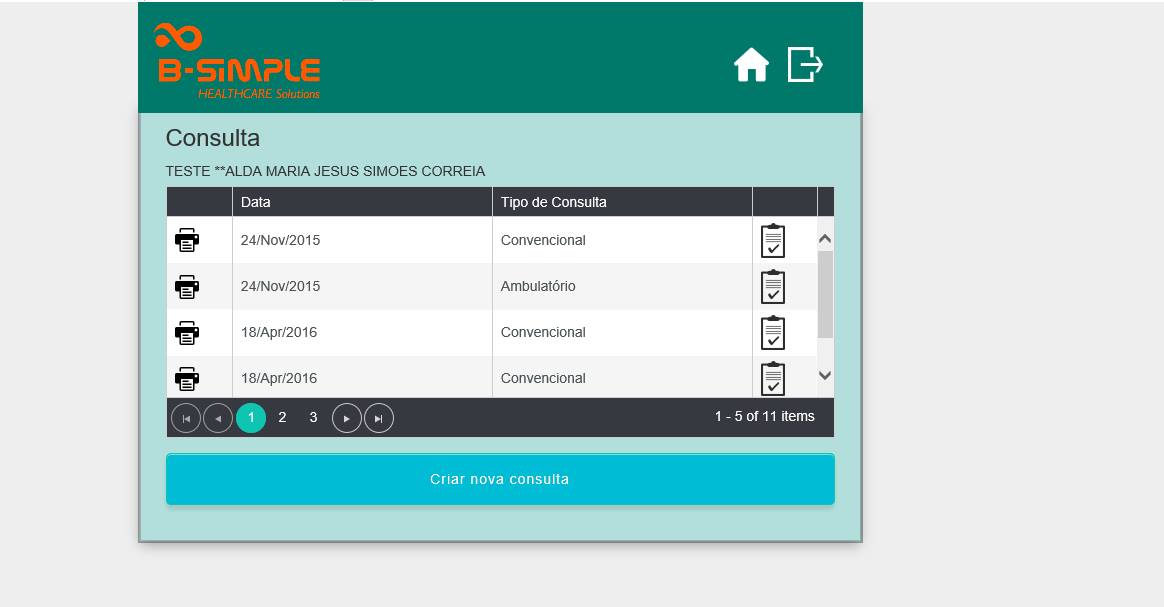 B-SIMPLE
HEALTHCARE Solutions
Consulta
TESTE **ALDA MARIA JESUS SIMOES CORREIA
Data Tipo de Consulta
24/Nov/2015 Convencional
24/Nov/2015 Ambulatório
18/Apr/2016 Convencional
18/Apr/2016 Convencional
1 2 3 1 - 5 of 11 items
Criar nova consulta